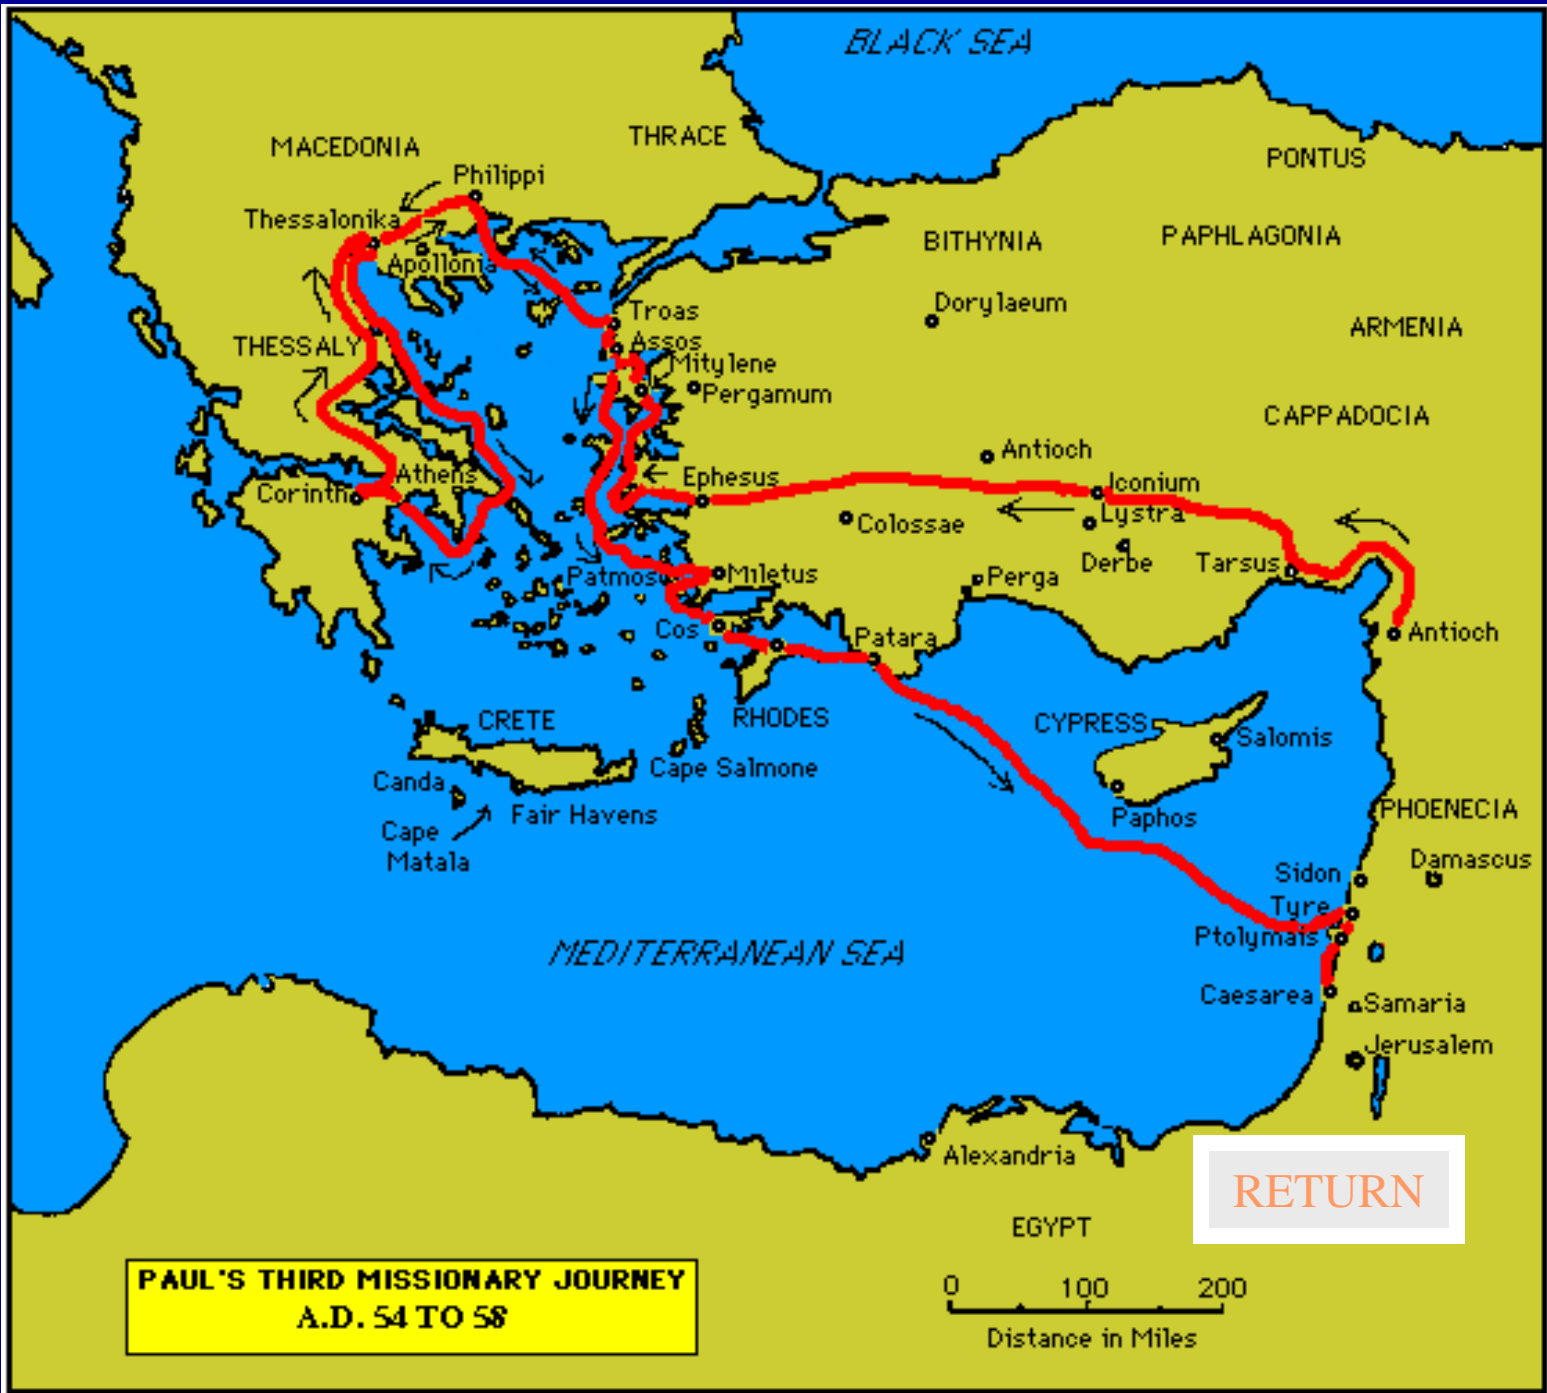 BLACK SEA
MACEDONIA
THRACE
PONTUS
Philippi
Thessalonika
BITHYNIA
PAPHLAGONIA
Apollonia
Dorylaeum
Troas
ARMENIA
THESSALY
Assos
Mitylene
Pergamum
CAPPADOCIA
Antioch
Athens
Ephesus
Iconium
Corinth
Lystra
Colossae
Derbe
Tarsus
Patmos
Miletus
Perga
Cos
Patara
Antioch
CRETE
RHODES
CYPRESS
Salomis
Cape Salmone
Canda
Fair Havens
PHOENECIA
Paphos
Cape
Matala
Damascus
Sidon
Tyre
Ptolymais
MEDITERRANEAN SEA
Caesarea
Samaria
Jerusalem
Alexandria
RETURN
EGYPT
PAUL'S THIRD MISSIONARY JOURNEY
A.D. 54 TO 58
0 100 200
Distance in Miles